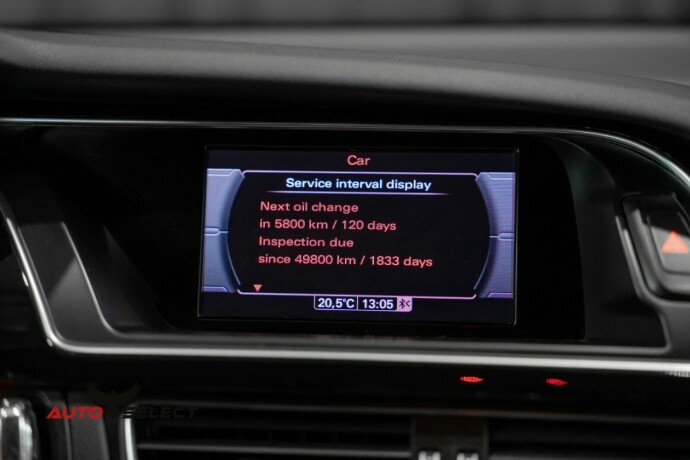 Car
Service interval display
Next oil change
in 5800 km / 120 days
Inspection due
since 49800 km / 1833 days
20,5°C 13:05
AUTO SELECT